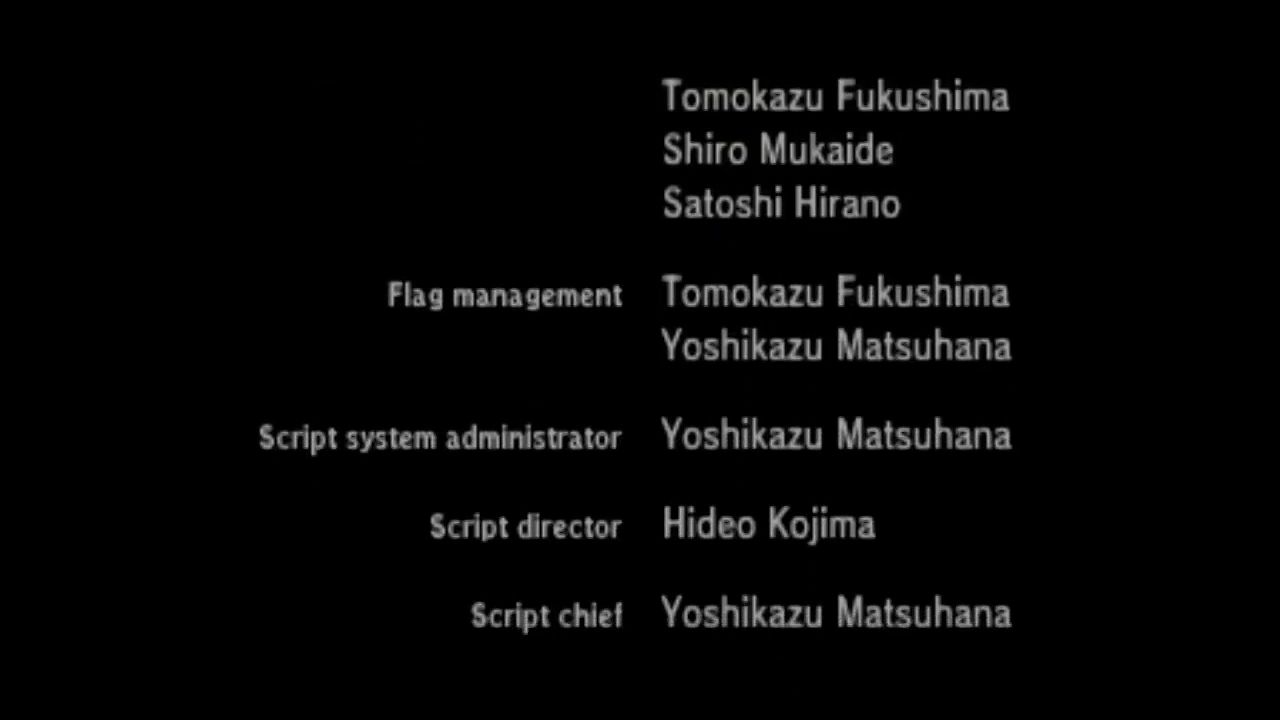 Tomokazu Fukushima
Shiro Mukaide
Satoshi Hirano
Flag management Tomokazu Fukushima
Yoshikazu Matsuhana
Script system administrator Yoshikazu Matsuhana
Script director Hideo Kojima
Script chief Yoshikazu Matsuhana